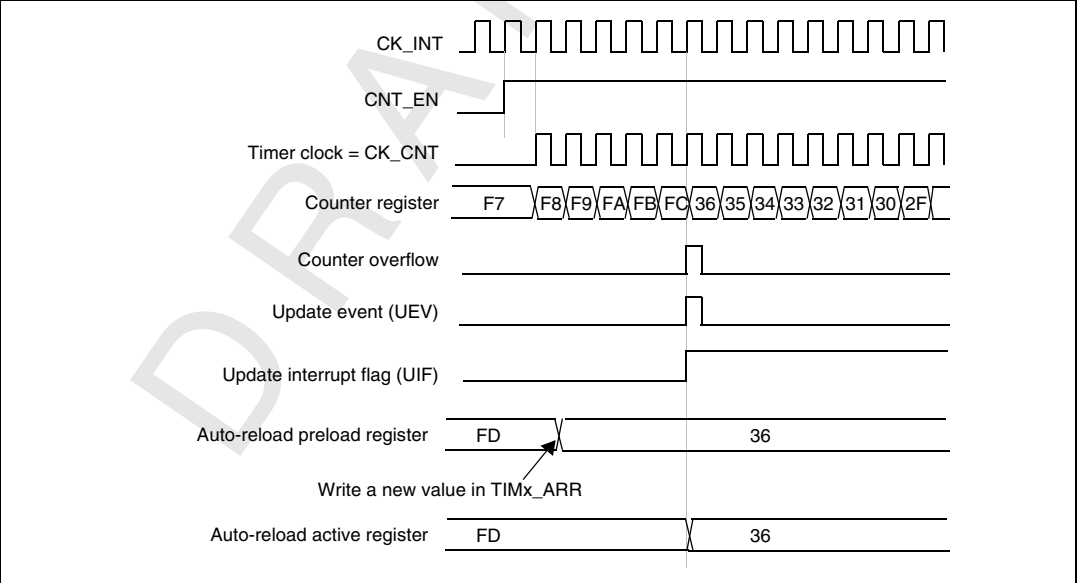 CK_INT
CNT_EN
Timer clock = CK_CNT
Counter register F7 F8 F9 FA FB FC 36 35 34 33 32 31 30 2F
Counter overflow
Update event (UEV)
Update interrupt flag (UIF)
Auto-reload preload register FD 36
Write a new value in TIMx_ARR
Auto-reload active register FD 36